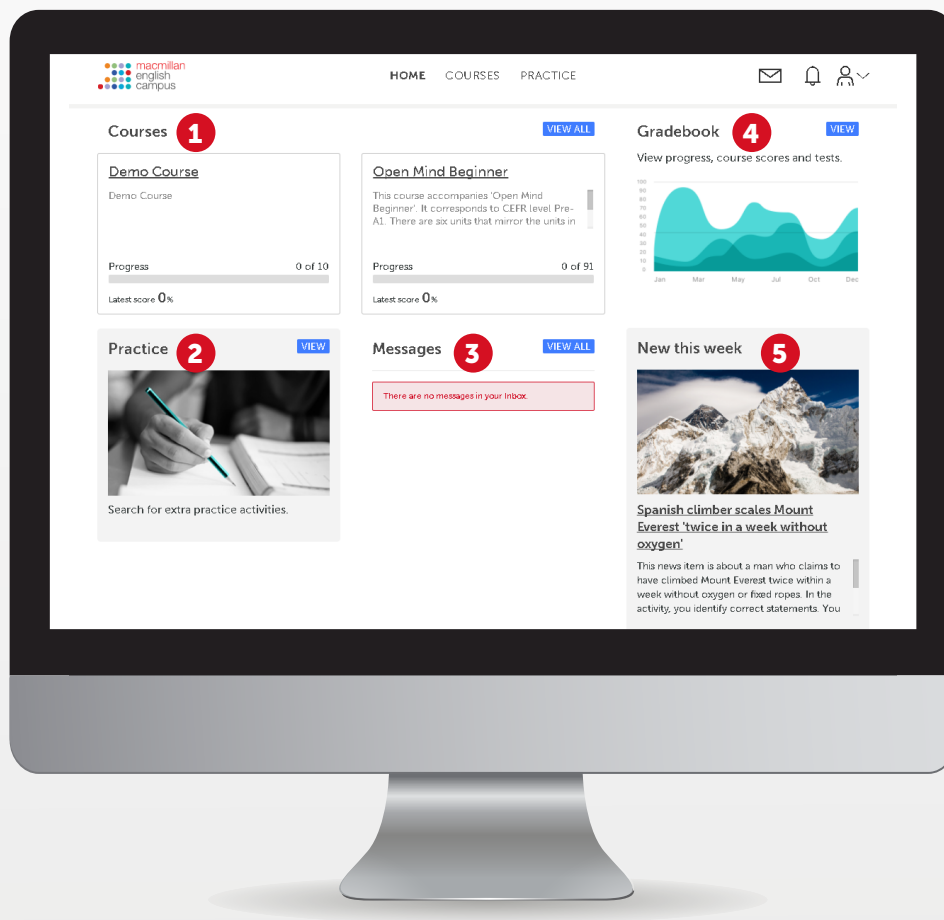 macmillan
english
campus
HOME COURSES PRACTICE
Courses 1 VIEW ALL
Demo Course
Demo Course
Progress 0 of 10
Latest score 0%
Open Mind Beginner
This course accompanies 'Open Mind
Beginner'. It corresponds to CEFR level Pre-
A1. There are six units that mirror the units in
Progress 0 of 91
Latest score 0%
Gradebook 4 VIEW
View progress, course scores and tests.
100
90
80
70
60
50
40
30
20
10
0
Jan Mar May Jul Oct Dec
Practice 2 VIEW
Search for extra practice activities.
Messages 3 VIEW ALL
There are no messages in your Inbox.
New this week 5
Spanish climber scales Mount
Everest 'twice in a week without
oxygen'
This news item is about a man who claims to
have climbed Mount Everest twice within a
week without oxygen or fixed ropes. In the
activity, you identify correct statements. You